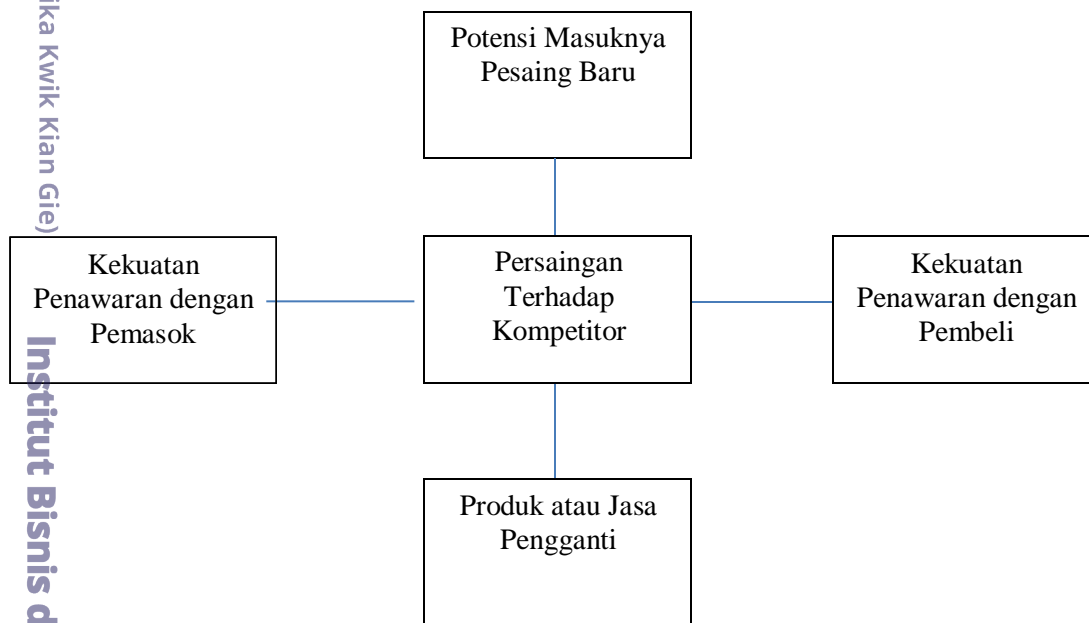 Potensi Masuknya
Pesaing Baru
Kekuatan
Penawaran dengan
Pemasok
Persaingan
Terhadap
Kompetitor
Kekuatan
Penawaran dengan
Pembeli
Produk atau Jasa
Pengganti
ika Kwik Kian Gie)
Institut Bisnis d